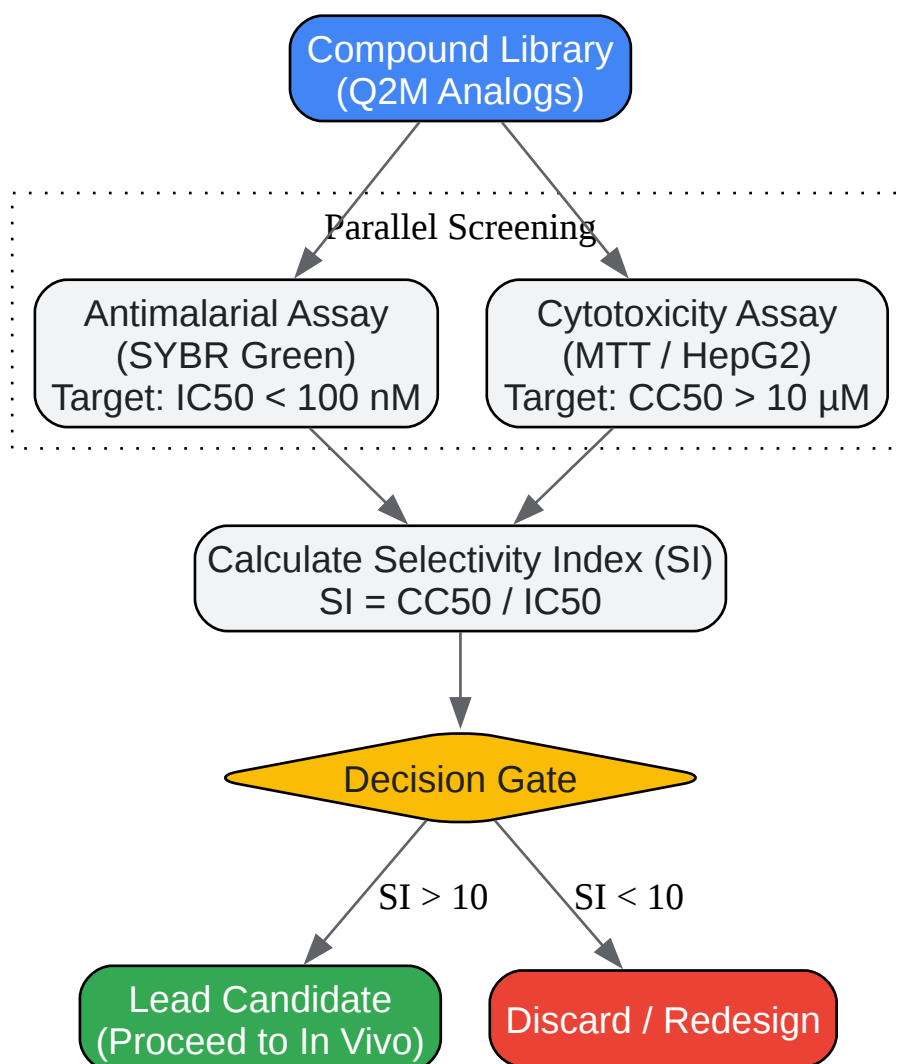 Compound Library
(Q2M Analogs)
Parallel Screening
Antimalarial Assay
(SYBR Green)
Target: IC50 < 100 nM
Cytotoxicity Assay
(MTT / HepG2)
Target: CC50 > 10 µM
Calculate Selectivity Index (SI)
SI = CC50 / IC50
Decision Gate
SI > 10
SI < 10
Lead Candidate
(Proceed to In Vivo)
Discard / Redesign